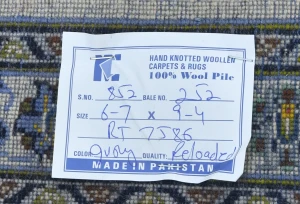 HAND KNOTTED WOOLLEN
CARPETS & RUGS
100% Wool Pile
S.NO. 852 BALE NO. 252
SIZE 6-7 x 9-4
RT 7586
COLOR QUALITY: Reloaded
MADE IN PAKISTAN